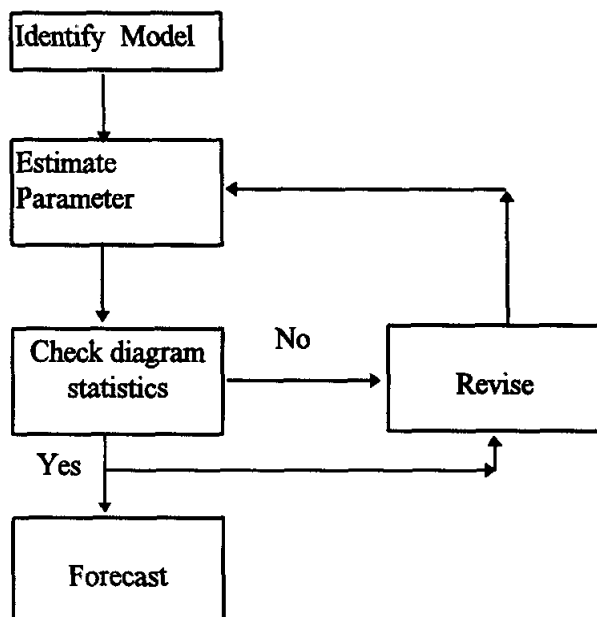 Identify Model
Estimate
Parameter
Check diagram
statistics
No
Revise
Yes
Forecast